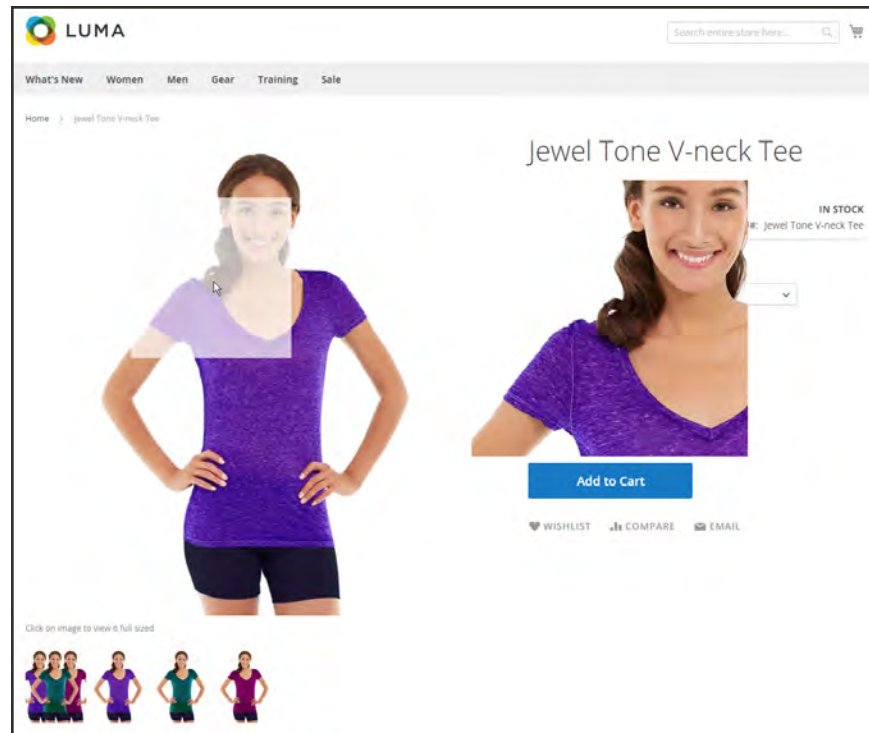 LUMA
Search entire store here...
What's New Women Men Gear Training Sale
Home > Jewel Tone V-neck Tee
Jewel Tone V-neck Tee
IN STOCK
#: Jewel Tone V-neck Tee
Add to Cart
WISHLIST COMPARE EMAIL
Click on image to view it full sized